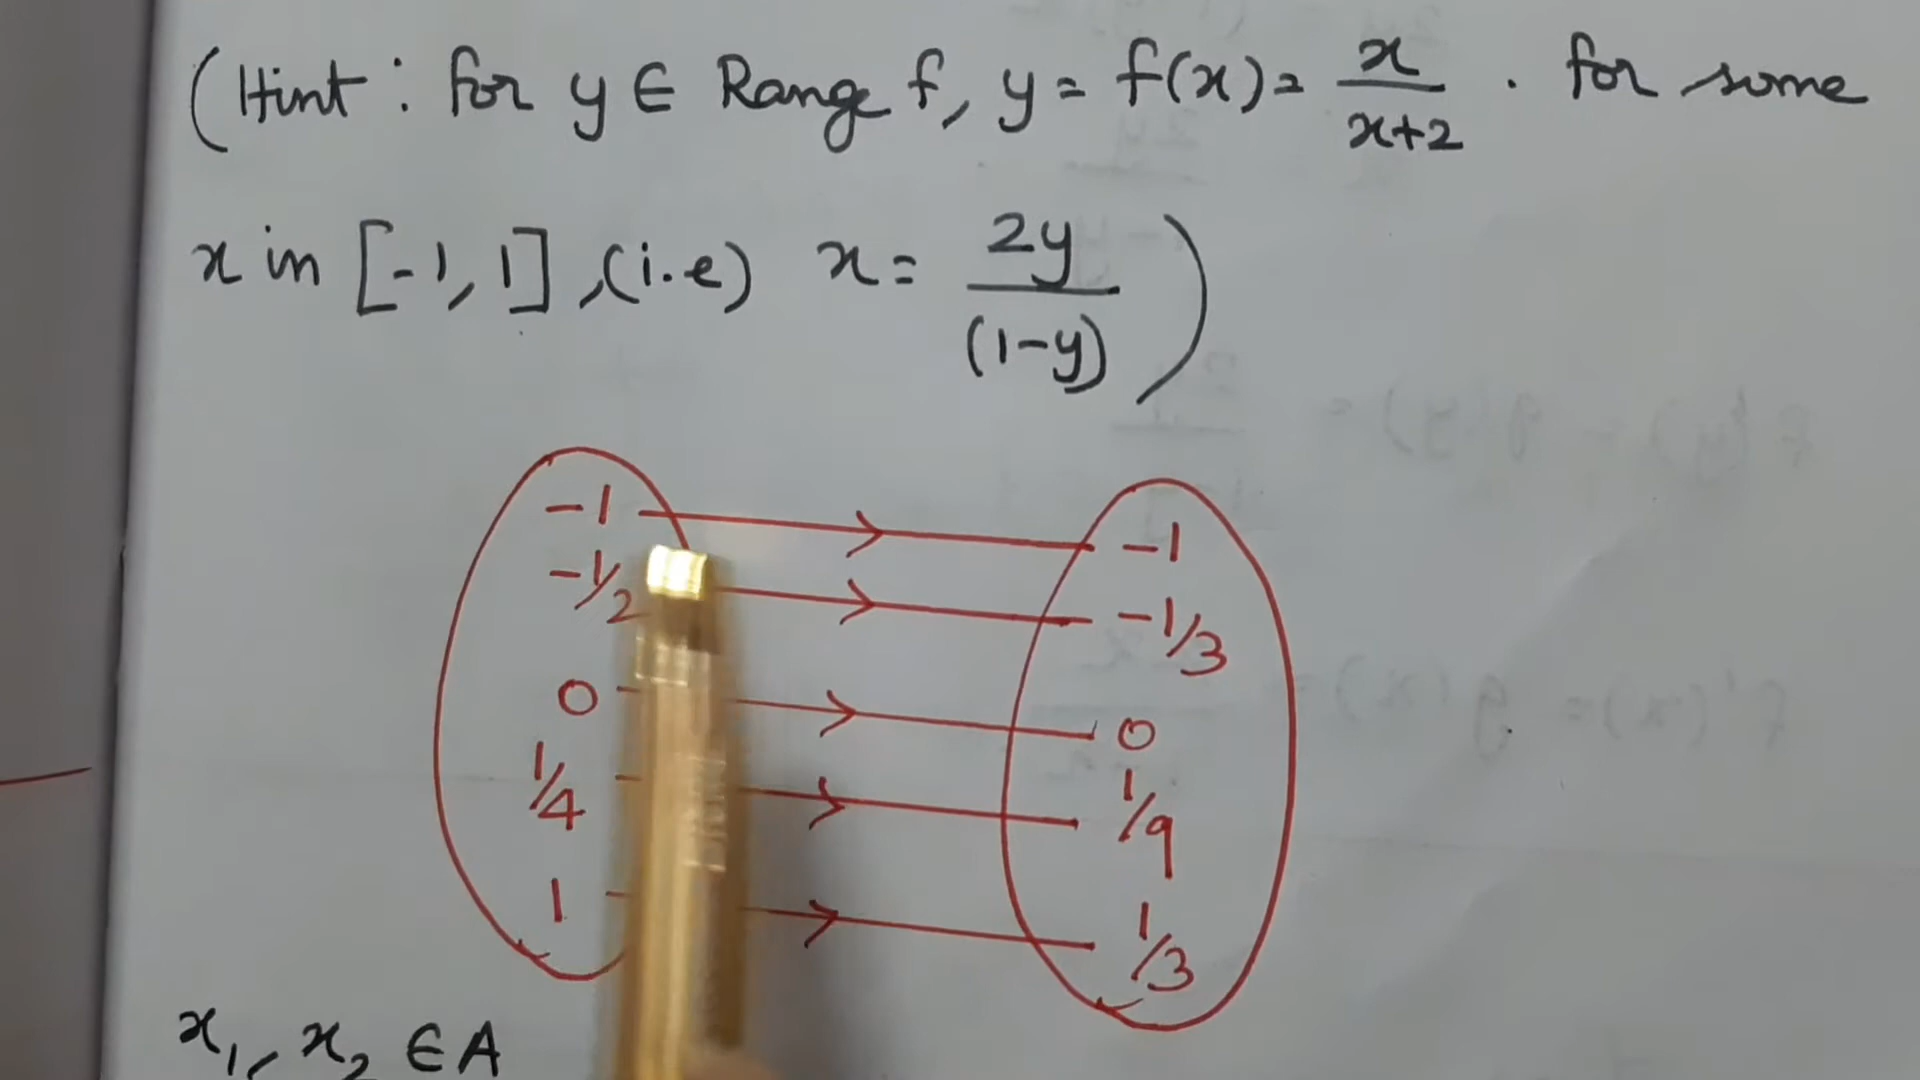 (Hint: For y ∈ Range f, y = f(x) = x/(x+2) . for some
x in [-1, 1], (i.e) x = 2y/(1-y) )
-1 → -1
-1/2 → -1/3
0 → 0
1/4 → 1/9
1 → 1/3
x₁, x₂ ∈ A